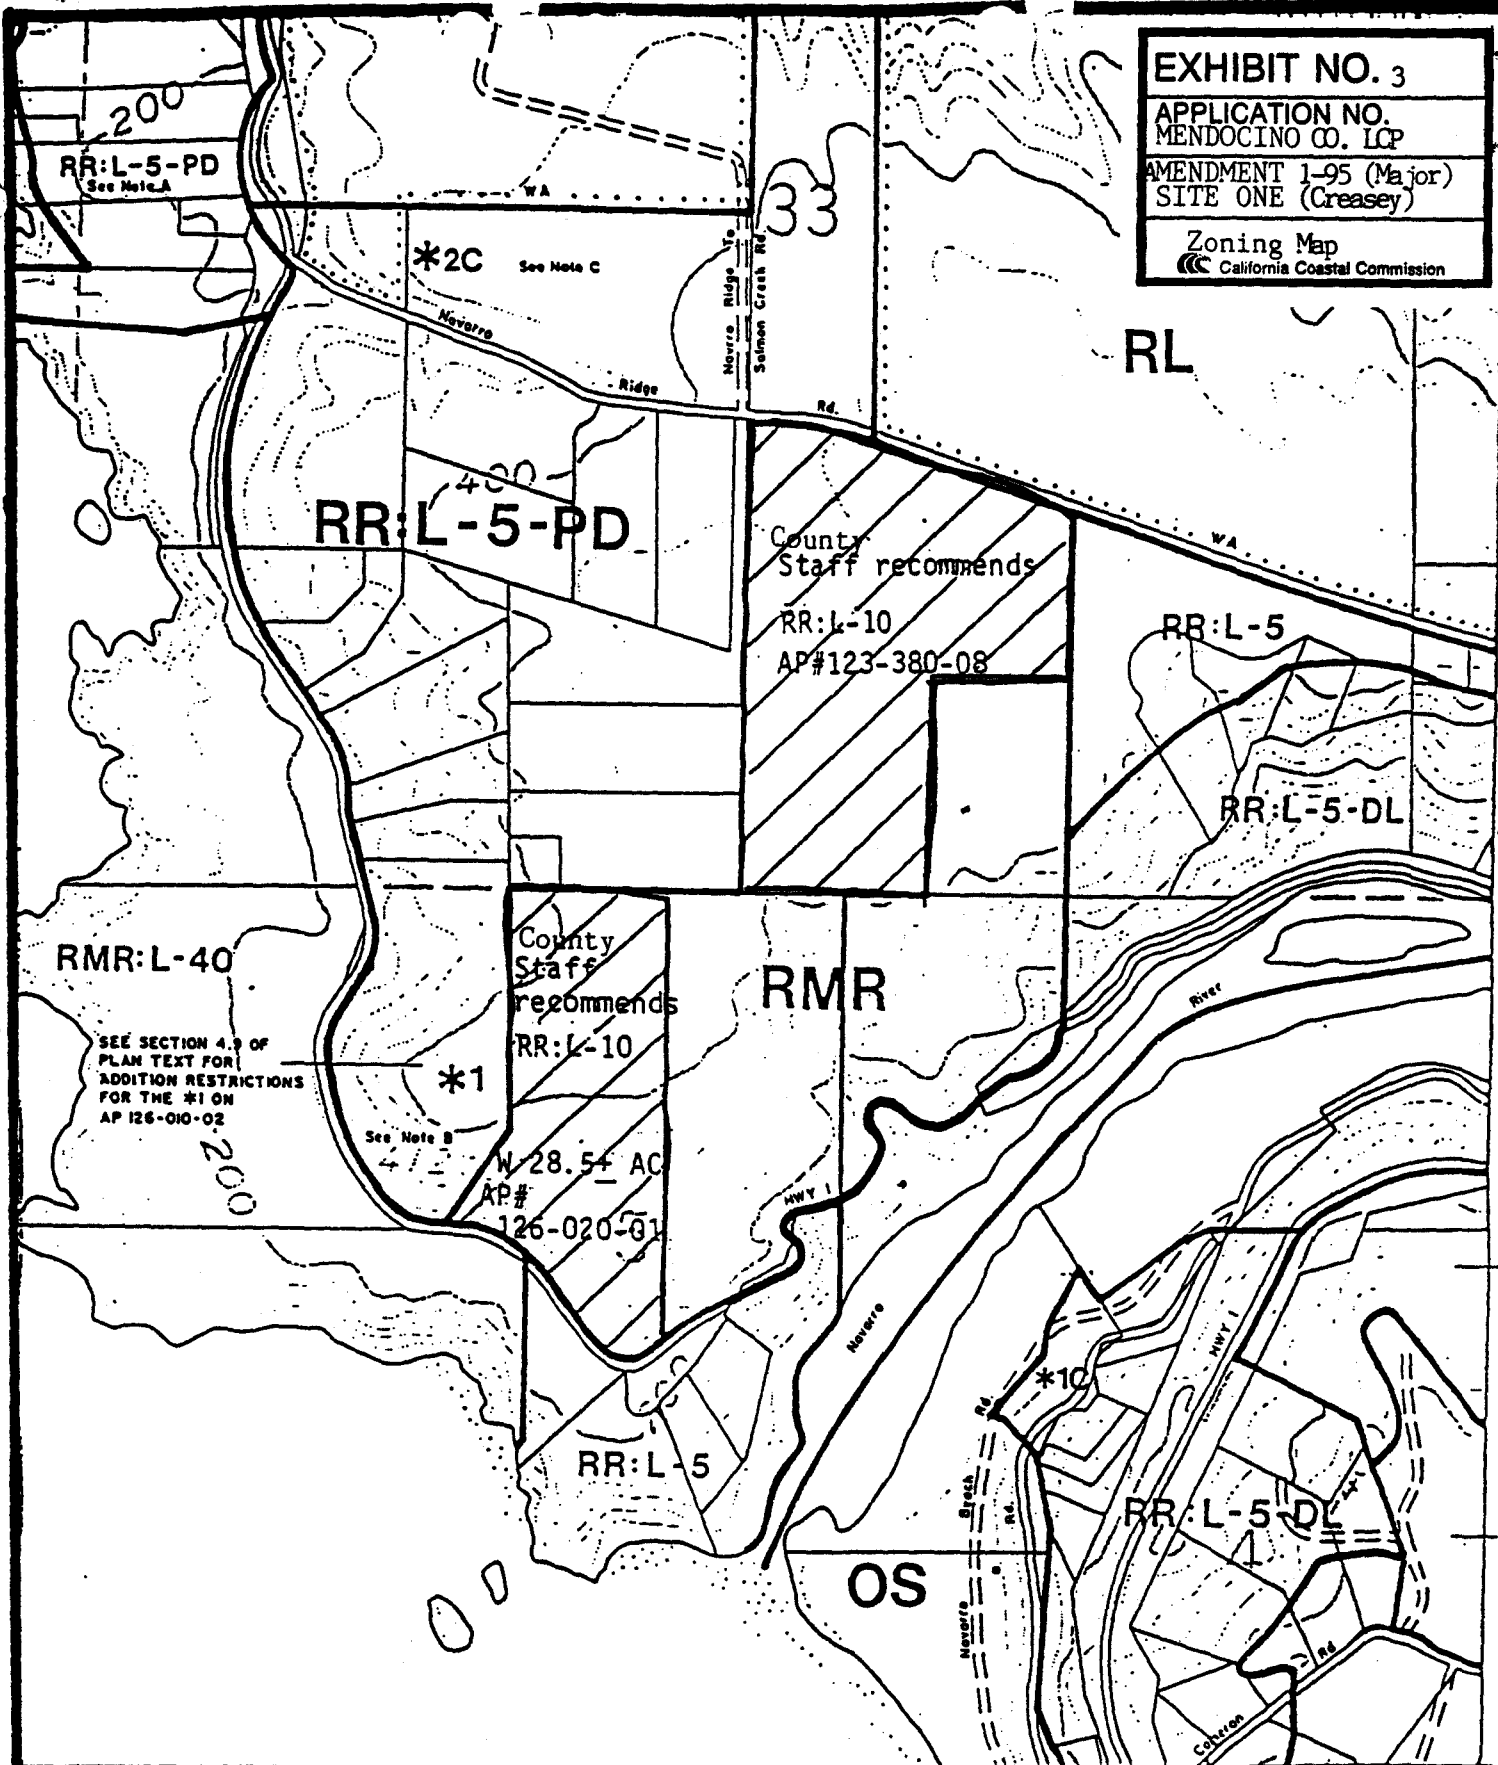 EXHIBIT NO. 3
APPLICATION NO.
MENDOCINO CO. LCP
AMENDMENT 1-95 (Major)
SITE ONE (Creasey)
Zoning Map
California Coastal Commission
200
RR:L-5-PD
See Note A
WA
33
*2C
See Note C
Navarro Ridge To
Salmon Creek Rd.
Navarro
Ridge
Rd.
RL
400
RR:L-5-PD
County
Staff recommends
RR:L-10
AP#123-380-08
WA
RR:L-5
RR:L-5-DL
RMR:L-40
County
Staff
recommends
RR:L-10
RMR
River
SEE SECTION 4.9 OF
PLAN TEXT FOR
ADDITION RESTRICTIONS
FOR THE *1 ON
AP 126-010-02
*1
See Note B
200
W 28.5± AC
AP#
126-020-01
HWY 1
Navarro
HWY 1
*1C
Rd.
RR:L-5
Beach
Rd.
RR:L-5-DL
1
OS
Navarro
Rd
Cameron